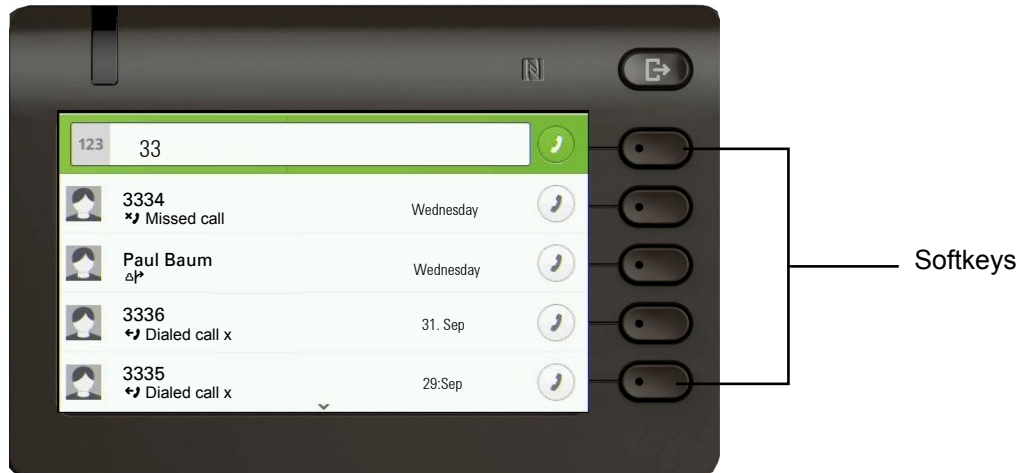 123 33
3334 Wednesday
Missed call
Paul Baum Wednesday
3336 31. Sep
Dialed call x
3335 29:Sep
Dialed call x
Softkeys